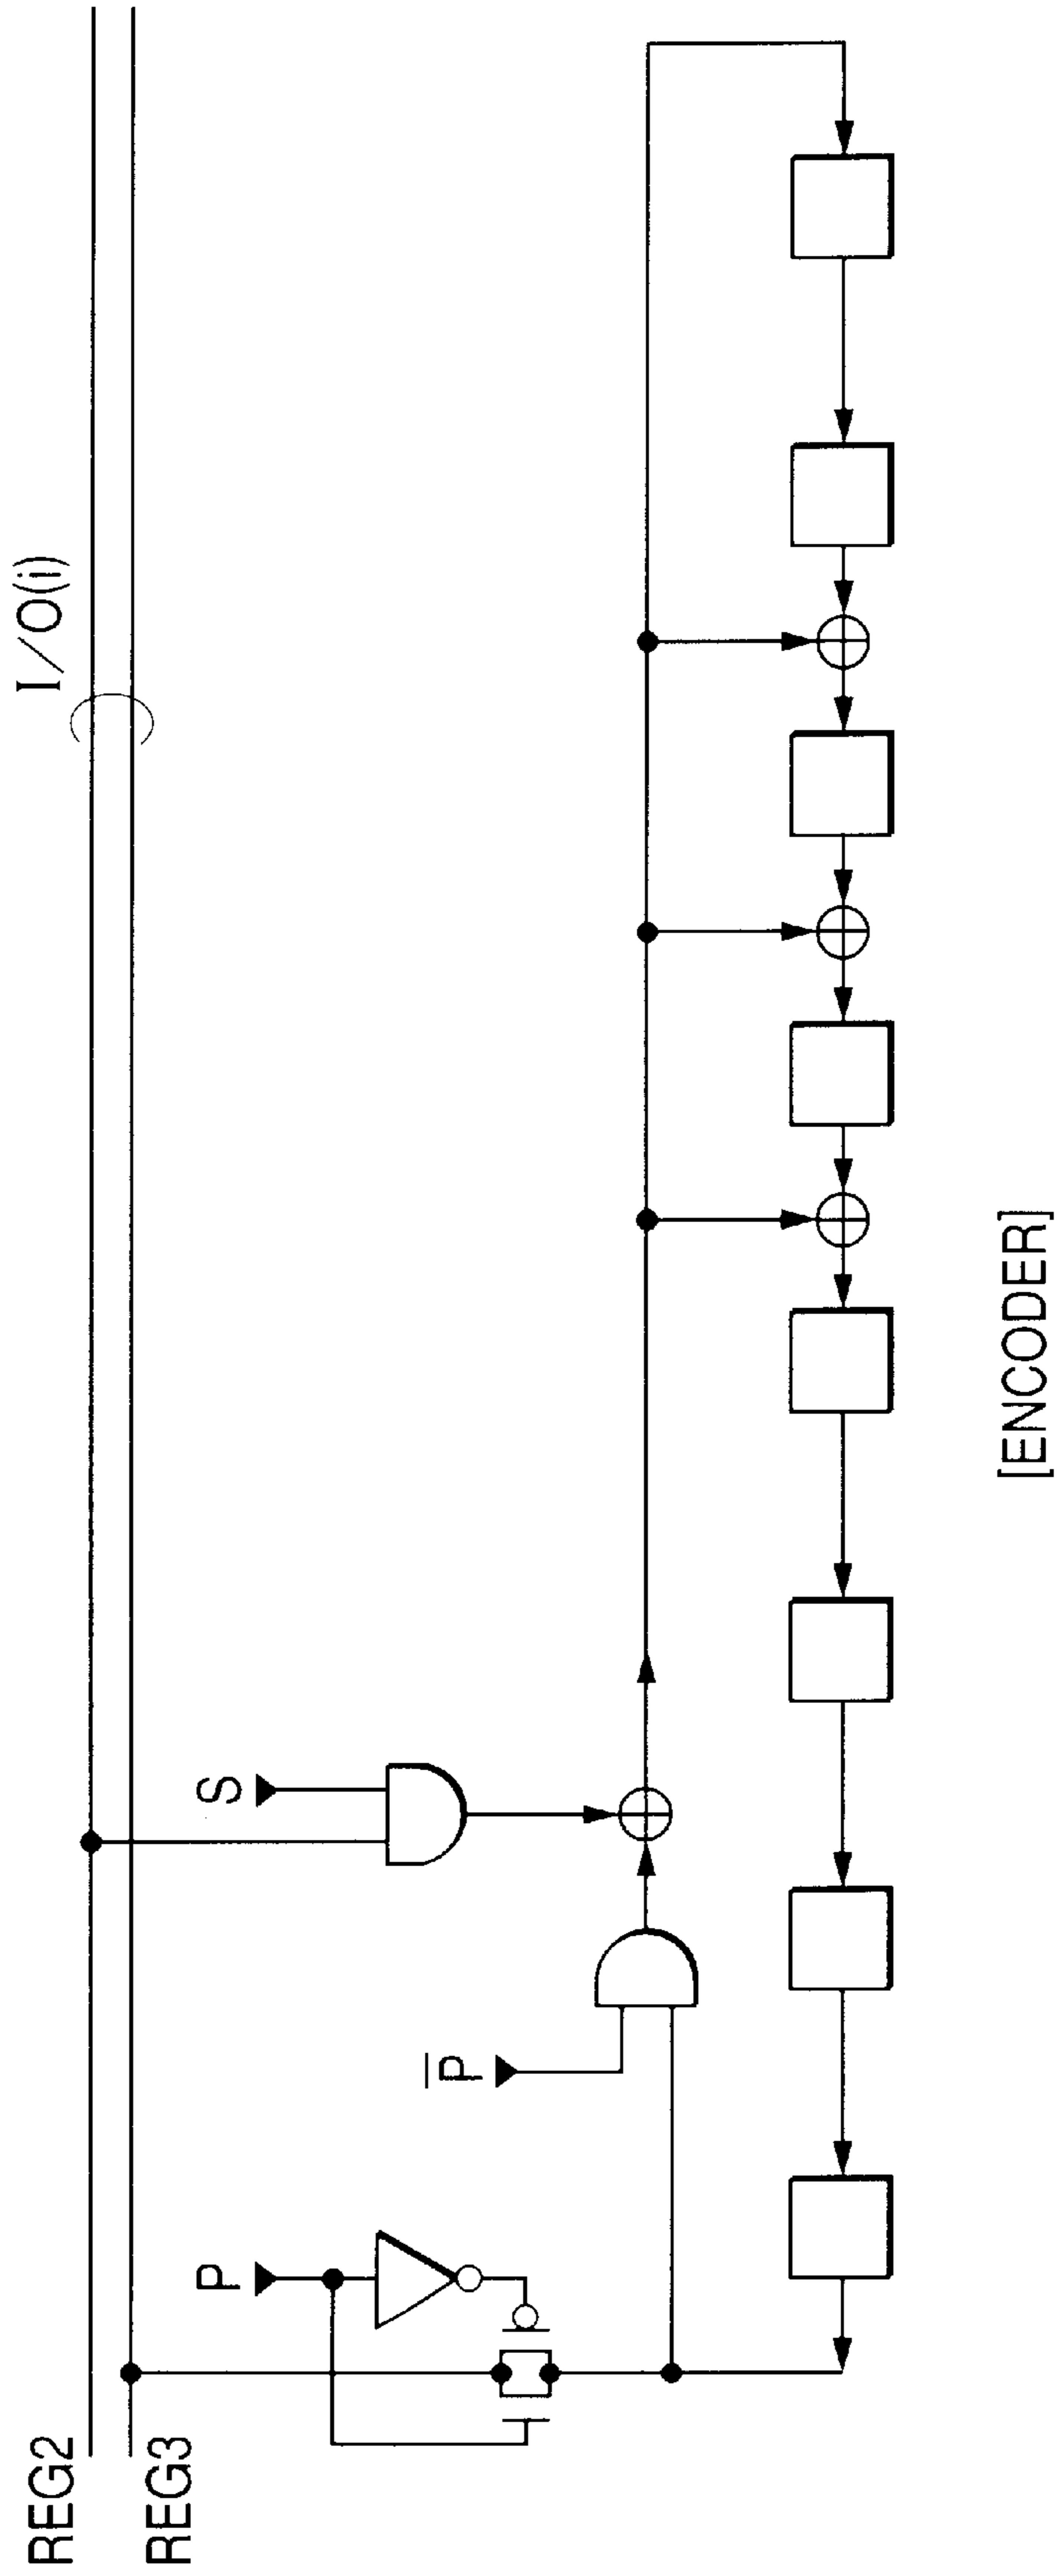 REG2
REG3
I/O(i)
P
P̅
S
[ENCODER]